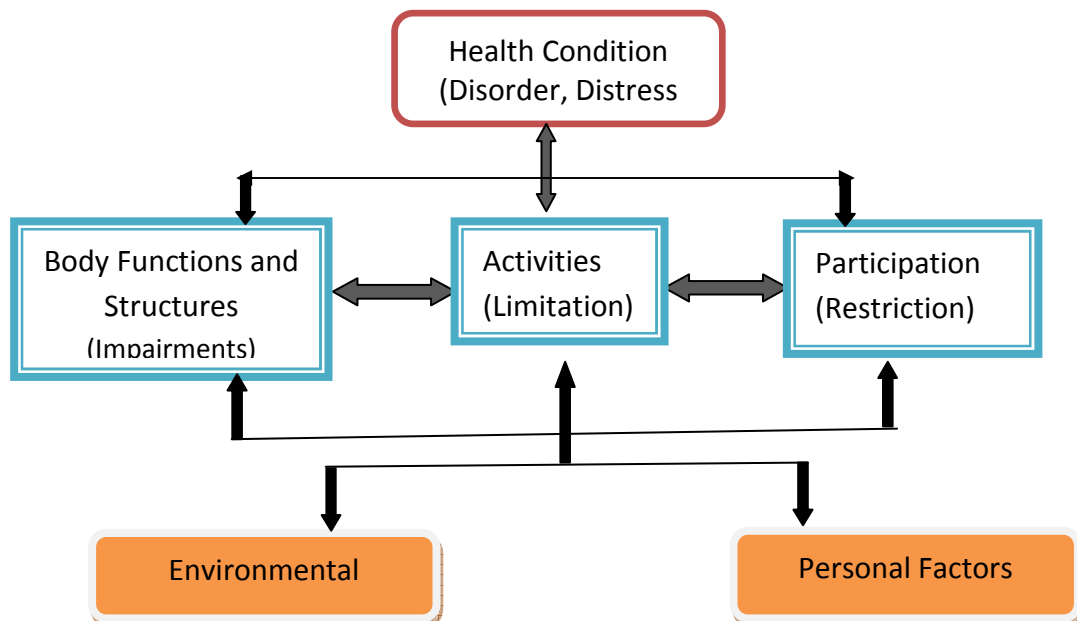 Health Condition
(Disorder, Distress
Body Functions and
Structures
(Impairments)
Activities
(Limitation)
Participation
(Restriction)
Environmental
Personal Factors